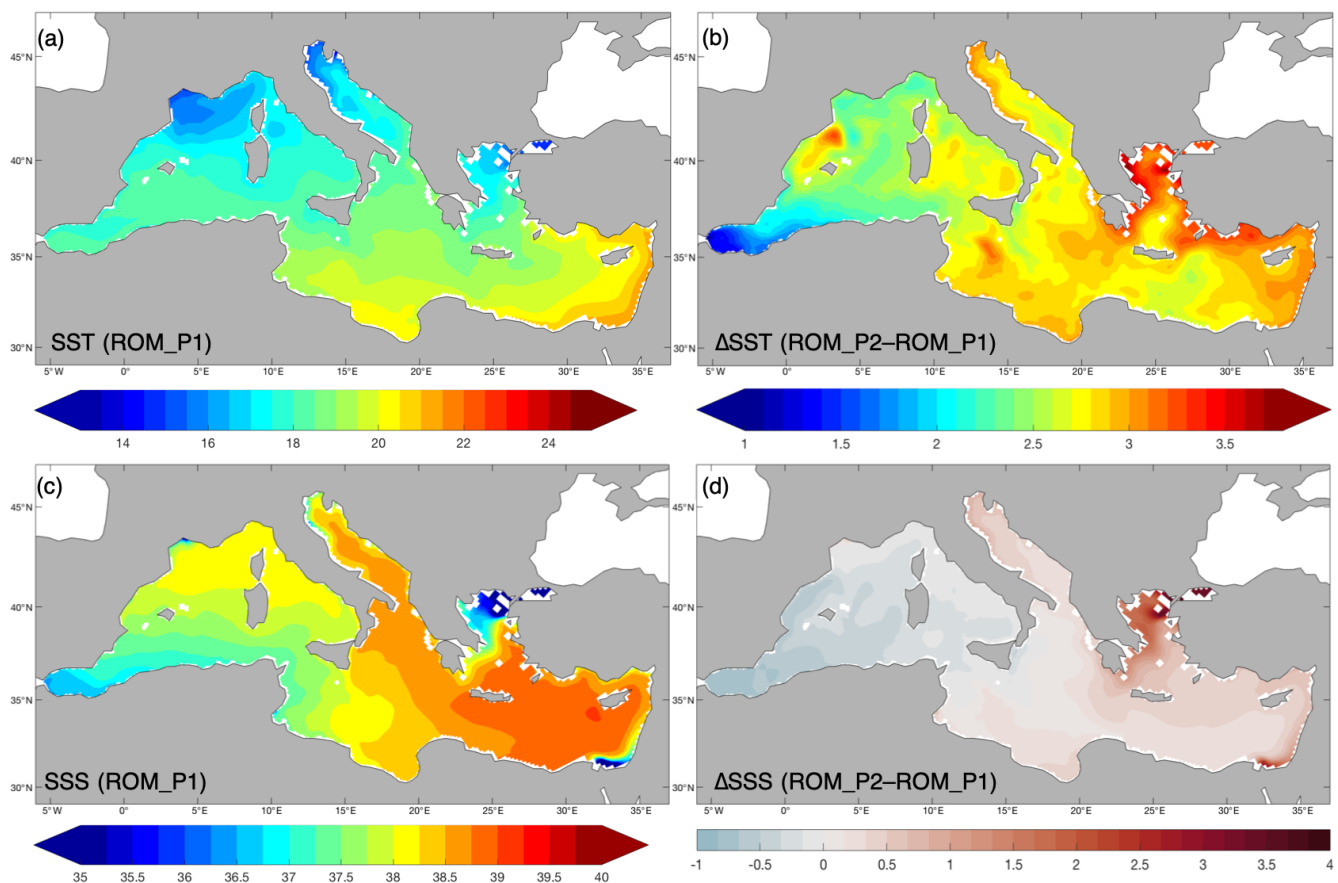 (a)
45°N
40°N
35°N
30°N
SST (ROM_P1)
5°W 0° 5°E 10°E 15°E 20°E 25°E 30°E 35°E
14 16 18 20 22 24
(b)
45°N
40°N
35°N
30°N
ΔSST (ROM_P2–ROM_P1)
5°W 0° 5°E 10°E 15°E 20°E 25°E 30°E 35°E
1 1.5 2 2.5 3 3.5
(c)
45°N
40°N
35°N
30°N
SSS (ROM_P1)
5°W 0° 5°E 10°E 15°E 20°E 25°E 30°E 35°E
35 35.5 36 36.5 37 37.5 38 38.5 39 39.5 40
(d)
45°N
40°N
35°N
30°N
ΔSSS (ROM_P2–ROM_P1)
5°W 0° 5°E 10°E 15°E 20°E 25°E 30°E 35°E
-1 -0.5 0 0.5 1 1.5 2 2.5 3 3.5 4